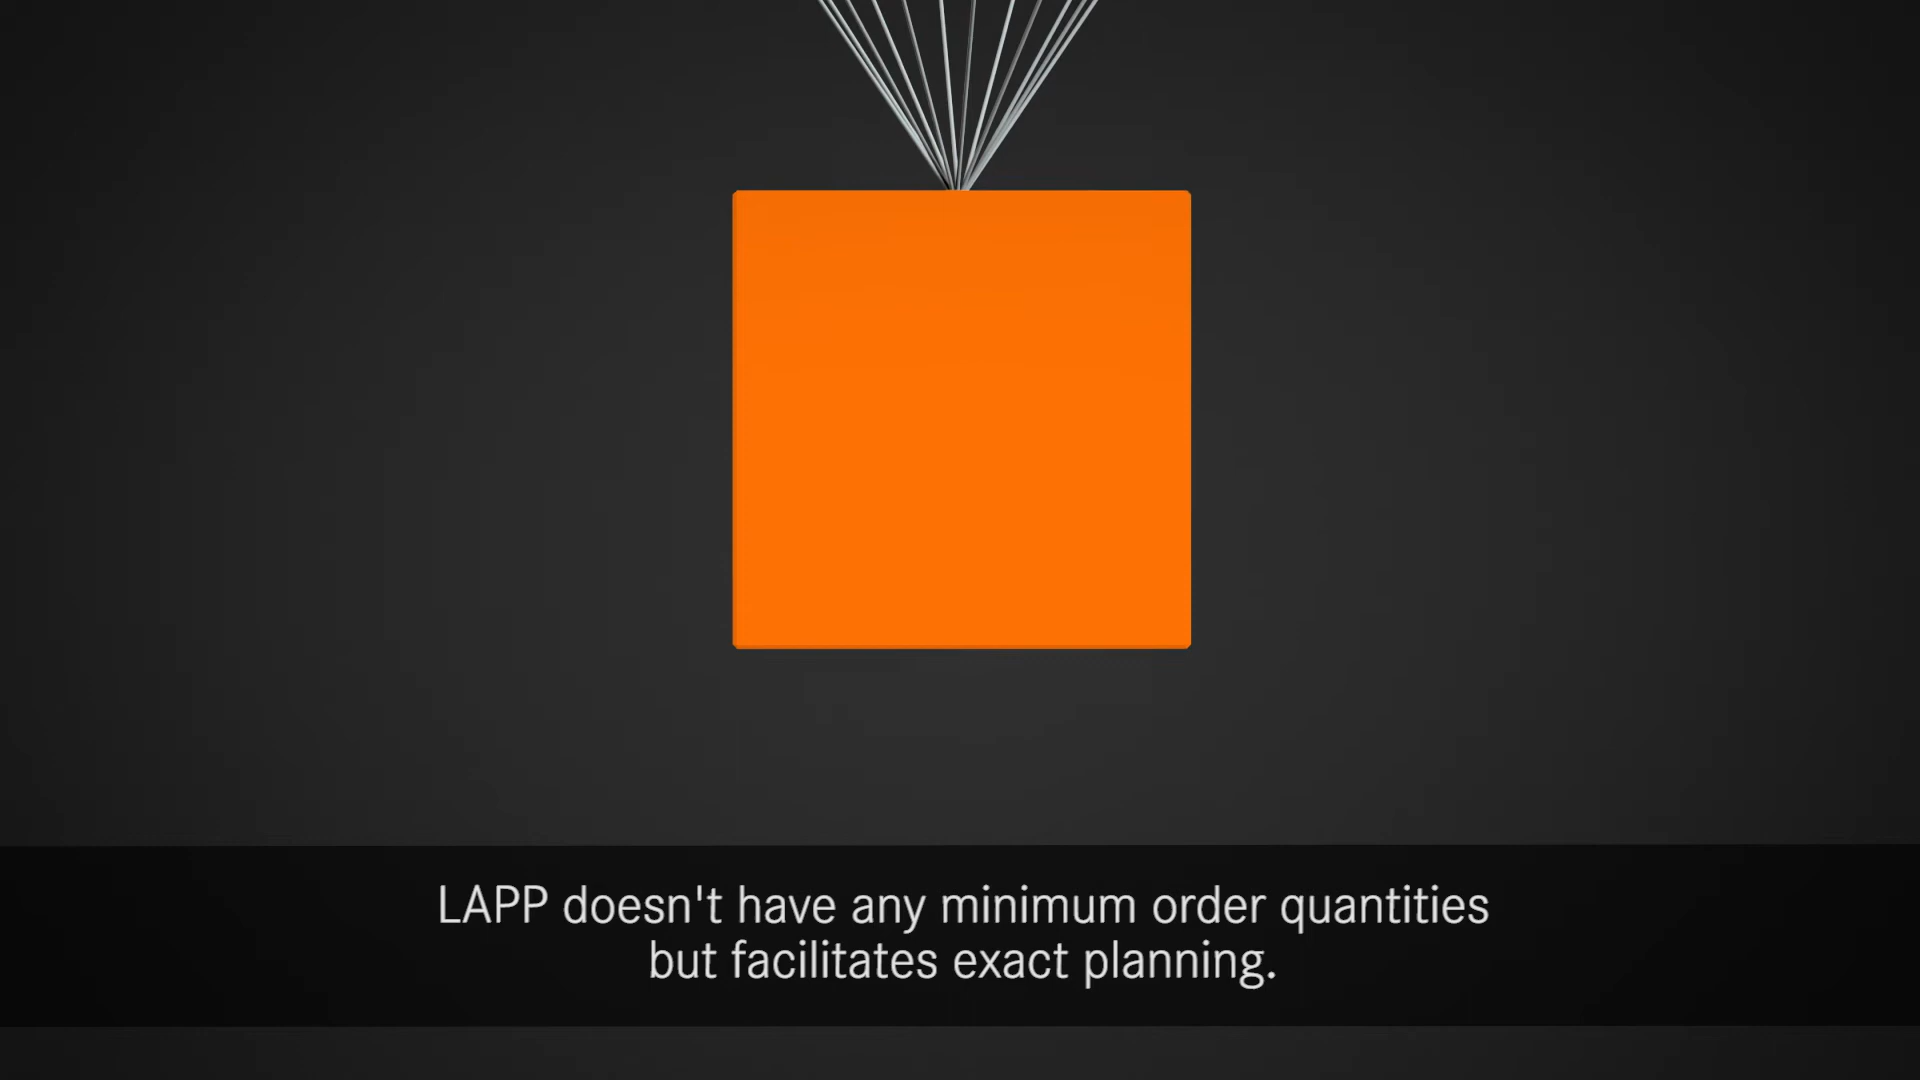 LAPP doesn't have any minimum order quantities
but facilitates exact planning.